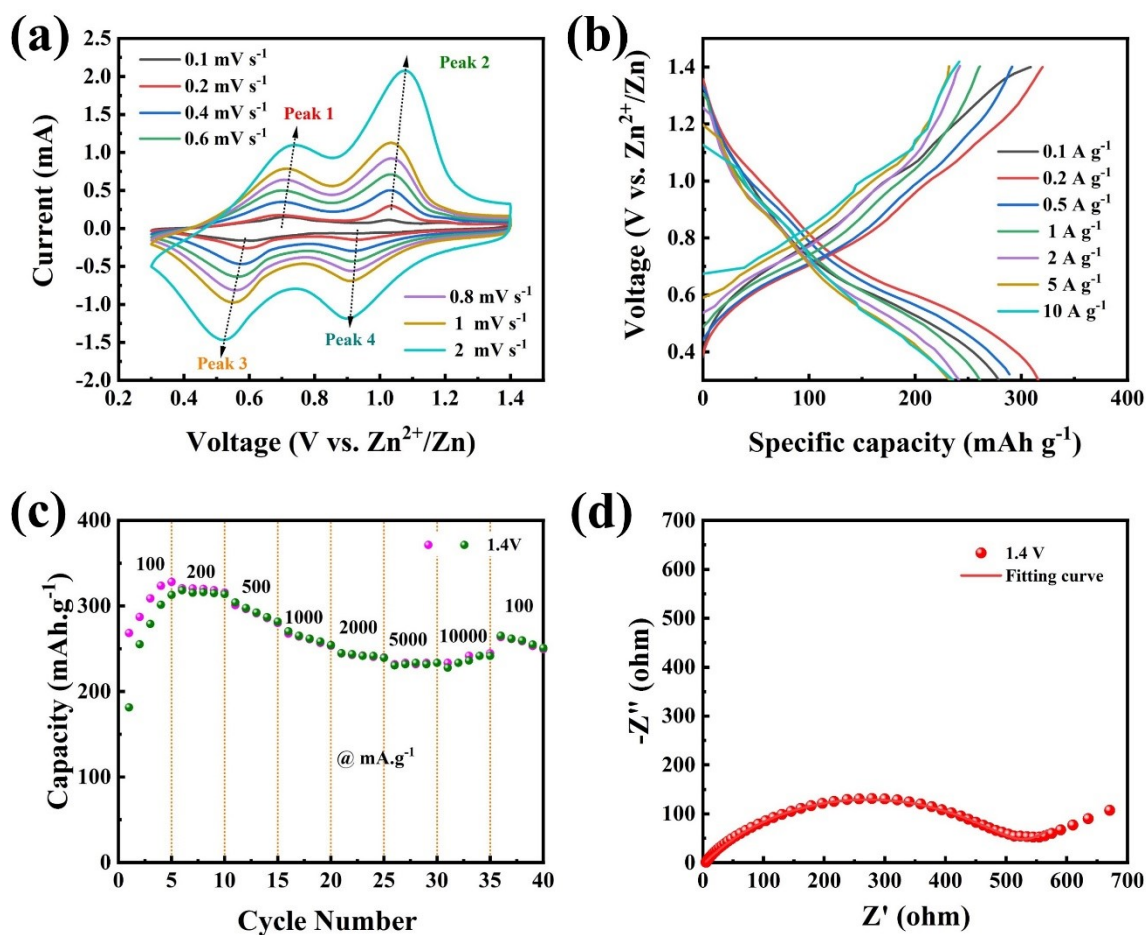 (a)
2.5
2.0
1.5
1.0
0.5
0.0
-0.5
-1.0
-1.5
-2.0
Current (mA)
0.1 mV s⁻¹
0.2 mV s⁻¹
0.4 mV s⁻¹
0.6 mV s⁻¹
Peak 1
Peak 2
Peak 3
Peak 4
0.8 mV s⁻¹
1 mV s⁻¹
2 mV s⁻¹
0.2 0.4 0.6 0.8 1.0 1.2 1.4
Voltage (V vs. Zn²⁺/Zn)
(b)
1.4
1.2
1.0
0.8
0.6
0.4
Voltage (V vs. Zn²⁺/Zn)
0.1 A g⁻¹
0.2 A g⁻¹
0.5 A g⁻¹
1 A g⁻¹
2 A g⁻¹
5 A g⁻¹
10 A g⁻¹
0 100 200 300 400
Specific capacity (mAh g⁻¹)
(c)
400
300
200
100
0
Capacity (mAh.g⁻¹)
1.4V
100 200 500 1000 2000 5000 10000 100
@ mA.g⁻¹
0 5 10 15 20 25 30 35 40
Cycle Number
(d)
700
600
500
400
300
200
100
0
-Z" (ohm)
1.4 V
Fitting curve
0 100 200 300 400 500 600 700
Z' (ohm)